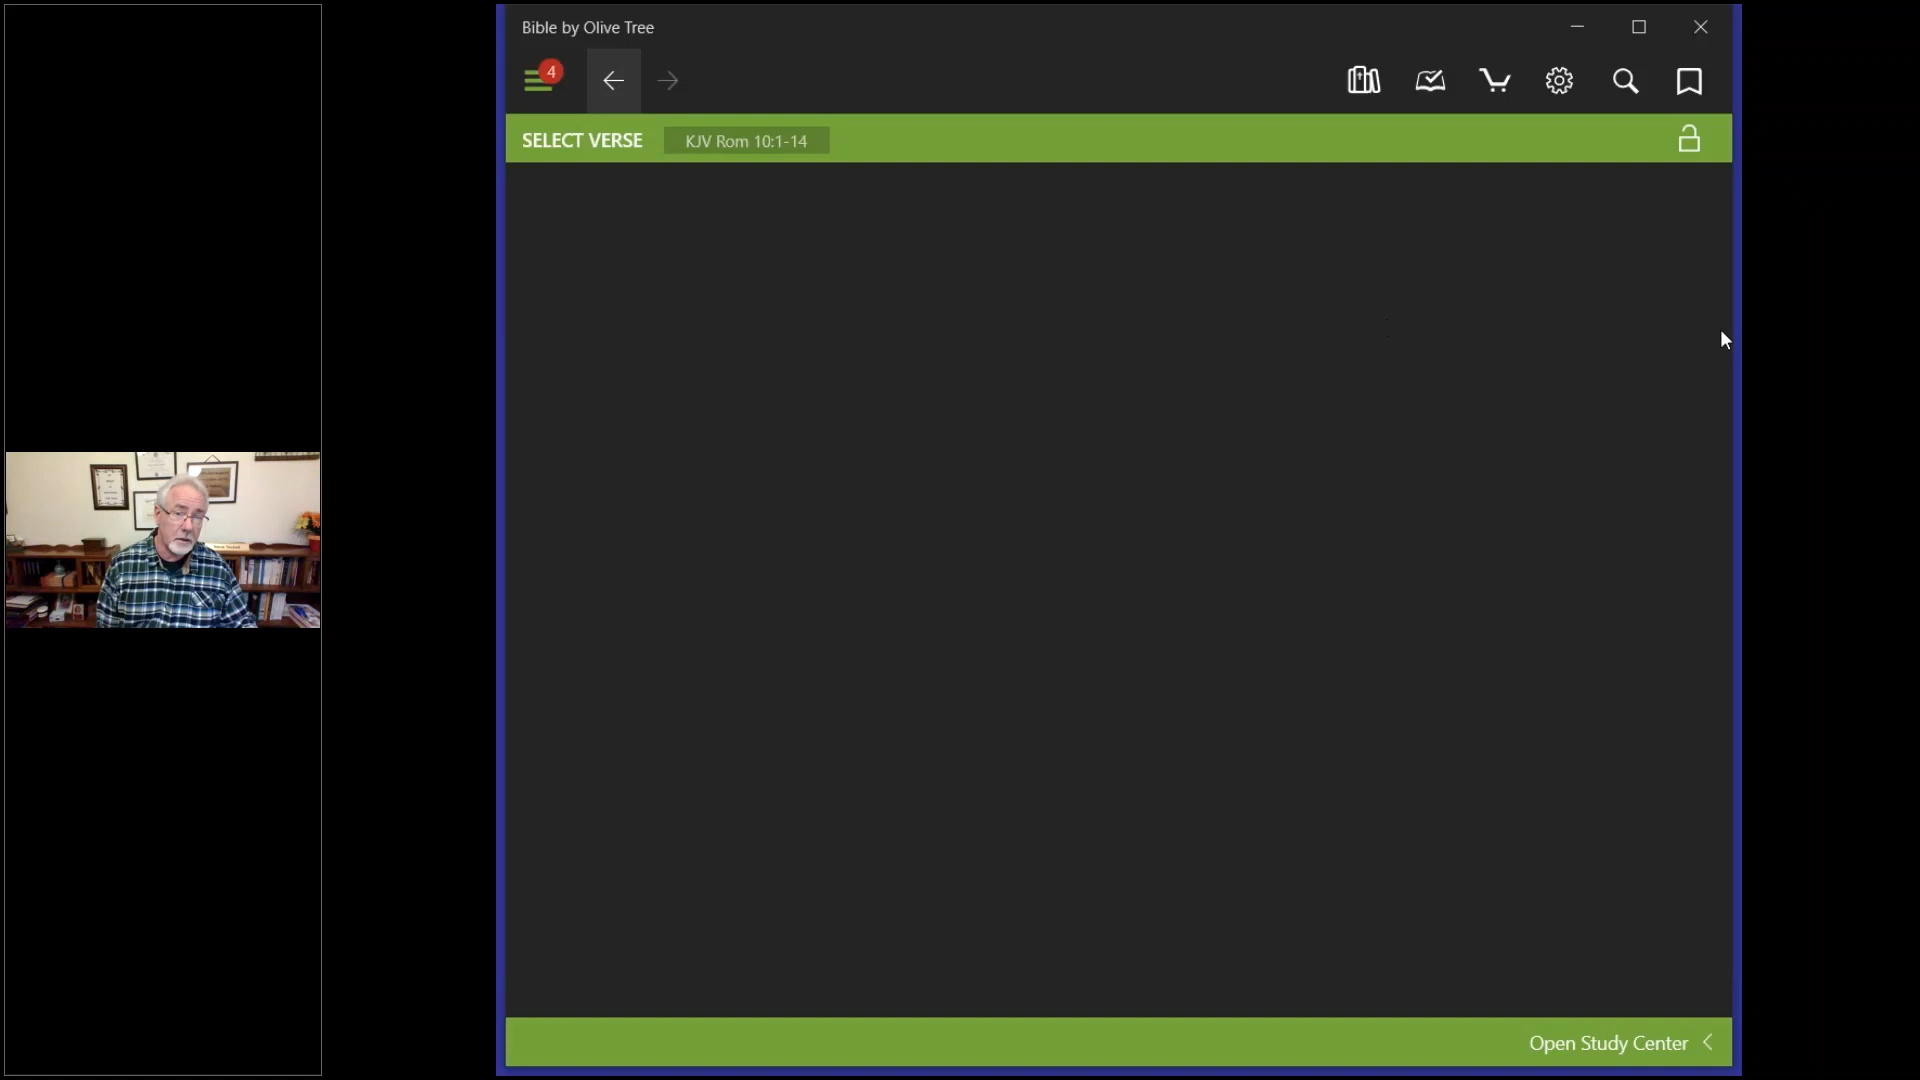 Bible by Olive Tree
4
SELECT VERSE
KJV Rom 10:1-14
Open Study Center